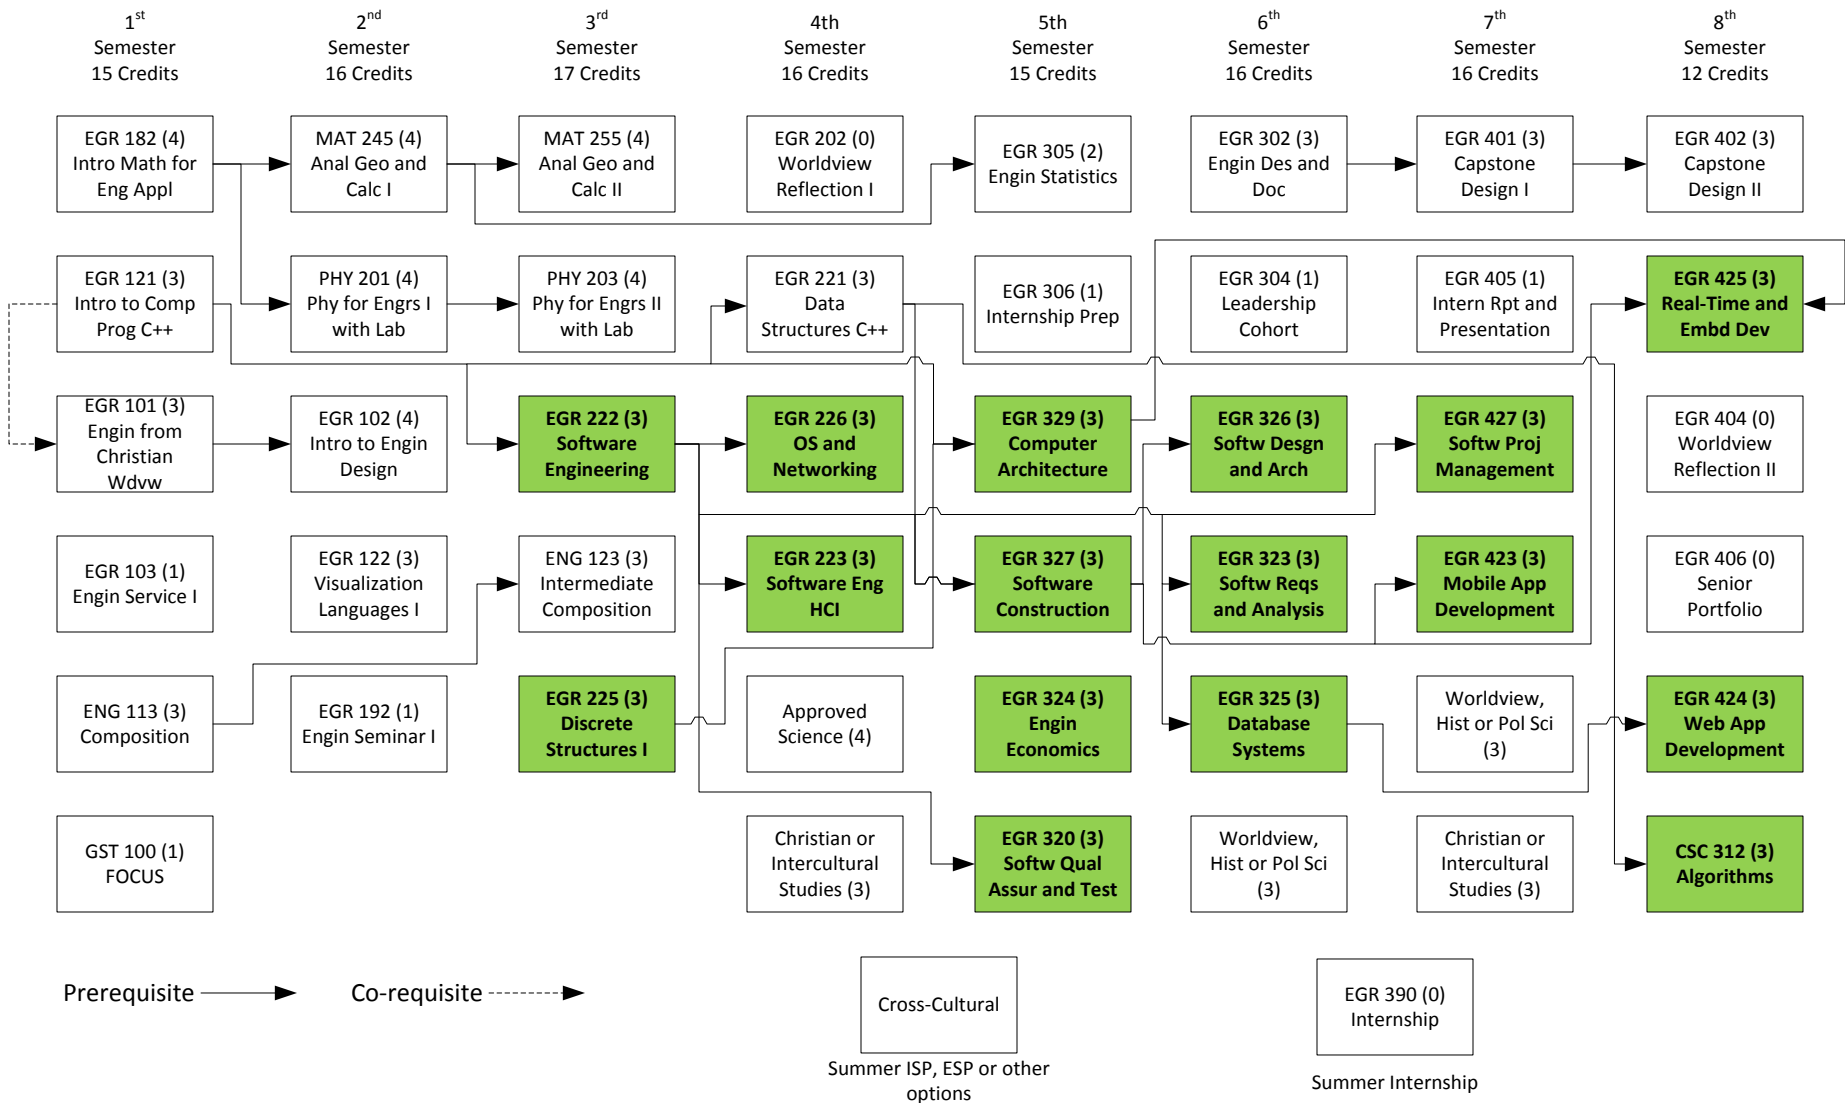 1st
Semester
15 Credits
2nd
Semester
16 Credits
3rd
Semester
17 Credits
4th
Semester
16 Credits
5th
Semester
15 Credits
6th
Semester
16 Credits
7th
Semester
16 Credits
8th
Semester
12 Credits
EGR 182 (4)
Intro Math for
Eng Appl
MAT 245 (4)
Anal Geo and
Calc I
MAT 255 (4)
Anal Geo and
Calc II
EGR 202 (0)
Worldview
Reflection I
EGR 305 (2)
Engin Statistics
EGR 302 (3)
Engin Des and
Doc
EGR 401 (3)
Capstone
Design I
EGR 402 (3)
Capstone
Design II
EGR 121 (3)
Intro to Comp
Prog C++
PHY 201 (4)
Phy for Engrs I
with Lab
PHY 203 (4)
Phy for Engrs II
with Lab
EGR 221 (3)
Data
Structures C++
EGR 306 (1)
Internship Prep
EGR 304 (1)
Leadership
Cohort
EGR 405 (1)
Intern Rpt and
Presentation
EGR 425 (3)
Real-Time and
Embd Dev
EGR 101 (3)
Engin from
Christian
Wdvw
EGR 102 (4)
Intro to Engin
Design
EGR 222 (3)
Software
Engineering
EGR 226 (3)
OS and
Networking
EGR 329 (3)
Computer
Architecture
EGR 326 (3)
Softw Desgn
and Arch
EGR 427 (3)
Softw Proj
Management
EGR 404 (0)
Worldview
Reflection II
EGR 103 (1)
Engin Service I
EGR 122 (3)
Visualization
Languages I
ENG 123 (3)
Intermediate
Composition
EGR 223 (3)
Software Eng
HCI
EGR 327 (3)
Software
Construction
EGR 323 (3)
Softw Reqs
and Analysis
EGR 423 (3)
Mobile App
Development
EGR 406 (0)
Senior
Portfolio
ENG 113 (3)
Composition
EGR 192 (1)
Engin Seminar I
EGR 225 (3)
Discrete
Structures I
Approved
Science (4)
EGR 324 (3)
Engin
Economics
EGR 325 (3)
Database
Systems
Worldview,
Hist or Pol Sci
(3)
EGR 424 (3)
Web App
Development
GST 100 (1)
FOCUS
Christian or
Intercultural
Studies (3)
EGR 320 (3)
Softw Qual
Assur and Test
Worldview,
Hist or Pol Sci
(3)
Christian or
Intercultural
Studies (3)
CSC 312 (3)
Algorithms
Prerequisite
Co-requisite
Cross-Cultural
Summer ISP, ESP or other
options
EGR 390 (0)
Internship
Summer Internship